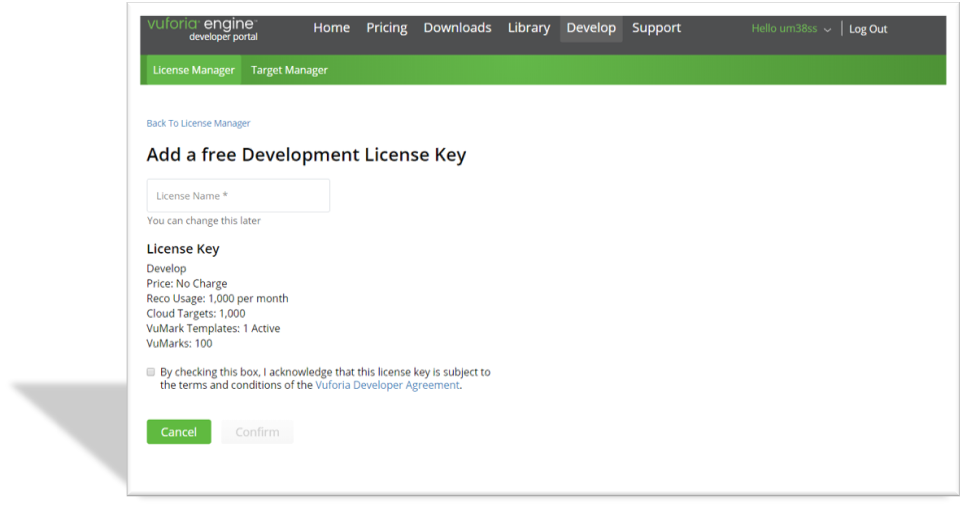 vuforia engine
developer portal
Home Pricing Downloads Library Develop Support Hello um38ss Log Out
License Manager Target Manager
Back To License Manager
Add a free Development License Key
License Name *
You can change this later
License Key
Develop
Price: No Charge
Reco Usage: 1,000 per month
Cloud Targets: 1,000
VuMark Templates: 1 Active
VuMarks: 100
By checking this box, I acknowledge that this license key is subject to
the terms and conditions of the Vuforia Developer Agreement.
Cancel Confirm